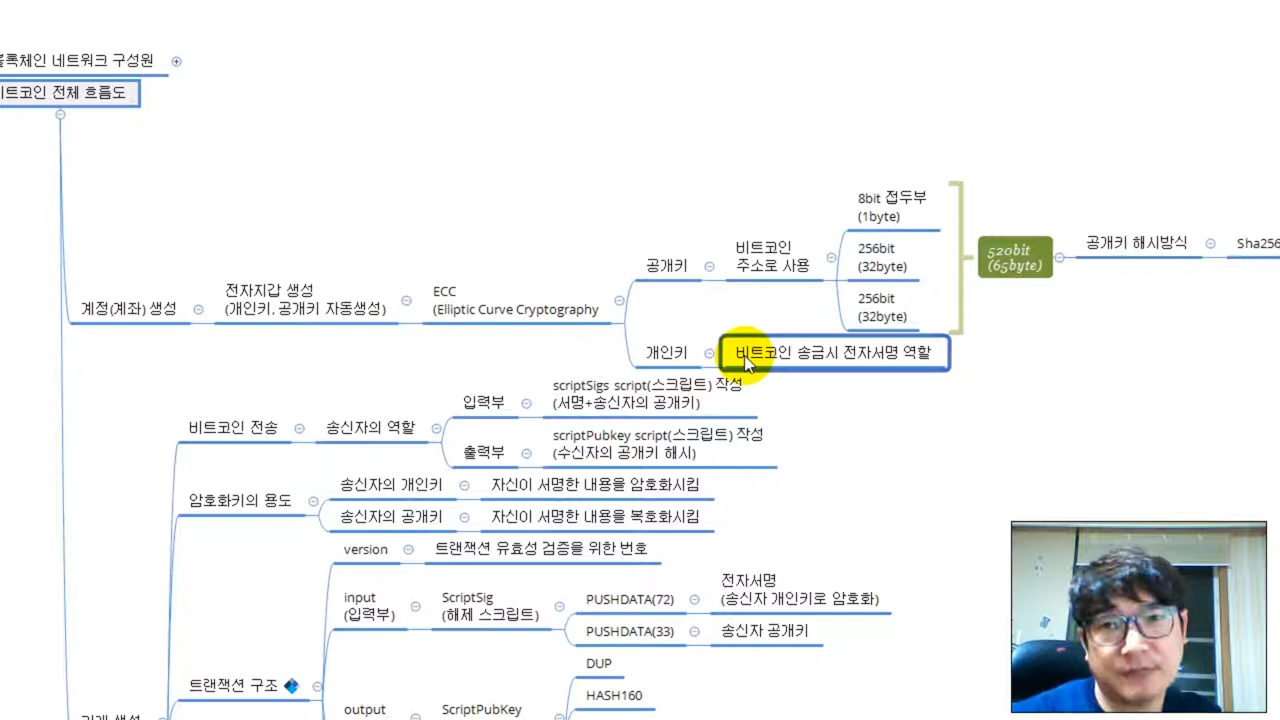 블록체인 네트워크 구성원
비트코인 전체 흐름도
계정(계좌) 생성
전자지갑 생성
(개인키, 공개키 자동생성)
ECC
(Elliptic Curve Cryptography
공개키
비트코인
주소로 사용
8bit 접두부
(1byte)
256bit
(32byte)
256bit
(32byte)
520bit
(65byte)
공개키 해시방식
Sha256
개인키
비트코인 송금시 전자서명 역할
비트코인 전송
송신자의 역할
입력부
scriptSigs script(스크립트) 작성
(서명+송신자의 공개키)
출력부
scriptPubkey script(스크립트) 작성
(수신자의 공개키 해시)
암호화키의 용도
송신자의 개인키
자신이 서명한 내용을 암호화시킴
송신자의 공개키
자신이 서명한 내용을 복호화시킴
트랜잭션 구조
version
트랜잭션 유효성 검증을 위한 번호
input
(입력부)
ScriptSig
(해제 스크립트)
PUSHDATA(72)
전자서명
(송신자 개인키로 암호화)
PUSHDATA(33)
송신자 공개키
output
ScriptPubKey
DUP
HASH160